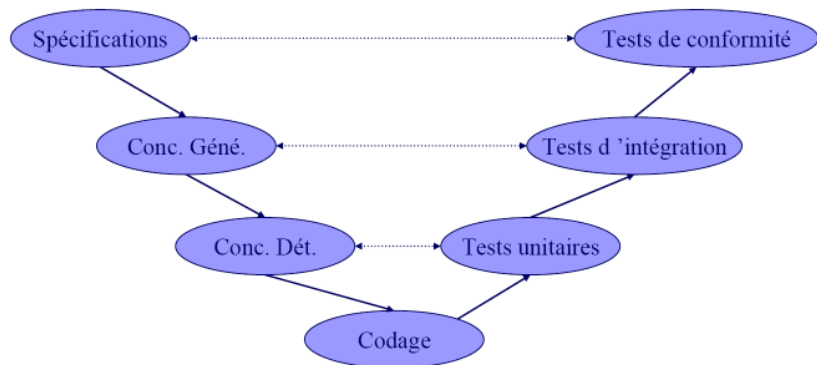 Spécifications
Tests de conformité
Conc. Géné.
Tests d ’intégration
Conc. Dét.
Tests unitaires
Codage